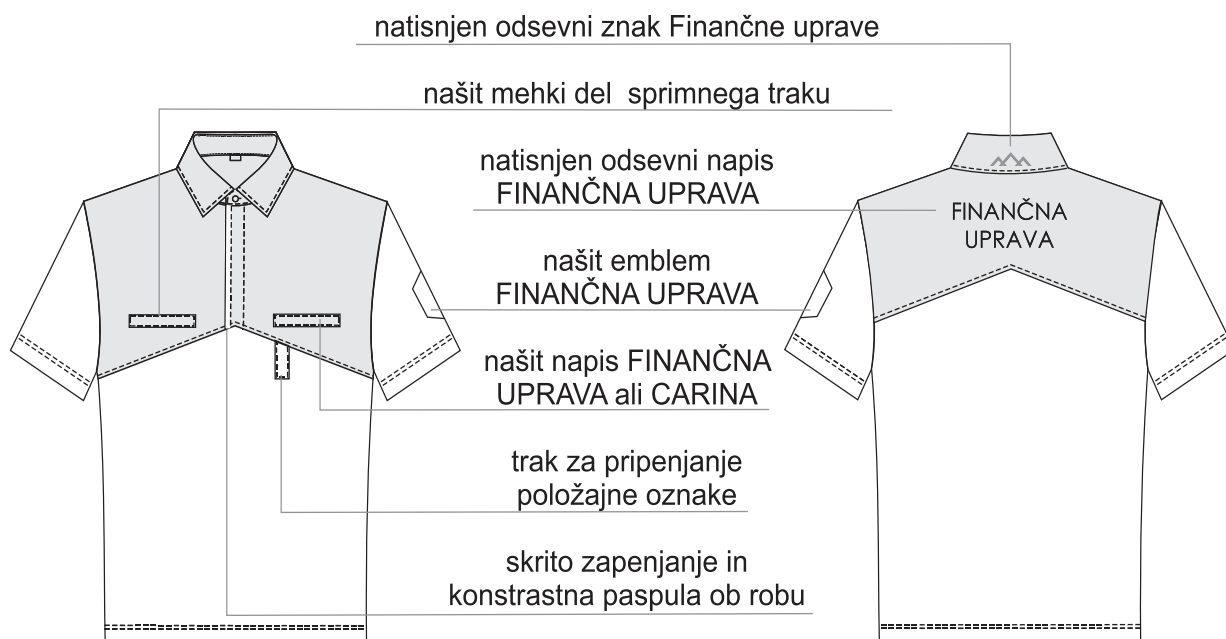 natisnjen odsevni znak Finančne uprave
našit mehki del sprimnega traku
natisnjen odsevni napis
FINANČNA UPRAVA
FINANČNA
UPRAVA
našit emblem
FINANČNA UPRAVA
našit napis FINANČNA
UPRAVA ali CARINA
trak za pripenjanje
položajne oznake
skrito zapenjanje in
konstrastna paspula ob robu